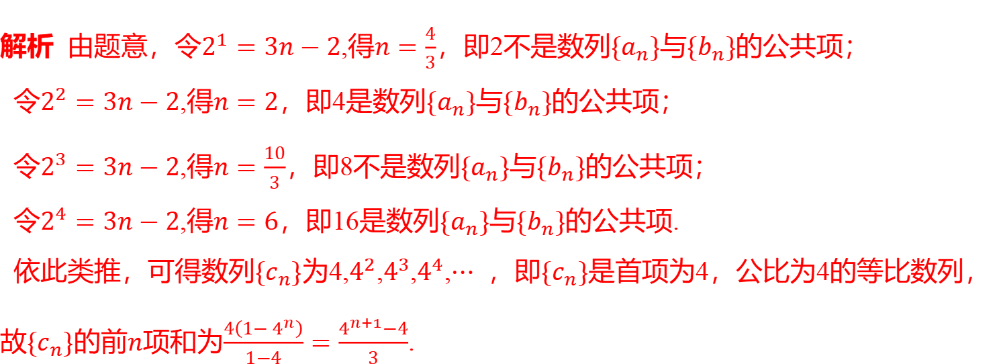 解析 由题意，令$2^1=3n-2$,得$n=\frac{4}{3}$，即2不是数列{$a_n$}与{$b_n$}的公共项；
令$2^2=3n-2$,得$n=2$，即4是数列{$a_n$}与{$b_n$}的公共项；
令$2^3=3n-2$,得$n=\frac{10}{3}$，即8不是数列{$a_n$}与{$b_n$}的公共项；
令$2^4=3n-2$,得$n=6$，即16是数列{$a_n$}与{$b_n$}的公共项.
依此类推，可得数列{$c_n$}为4,$4^2$,$4^3$,$4^4$,⋯ ，即{$c_n$}是首项为4，公比为4的等比数列，
故{$c_n$}的前$n$项和为$\frac{4(1-4^n)}{1-4}=\frac{4^{n+1}-4}{3}$.